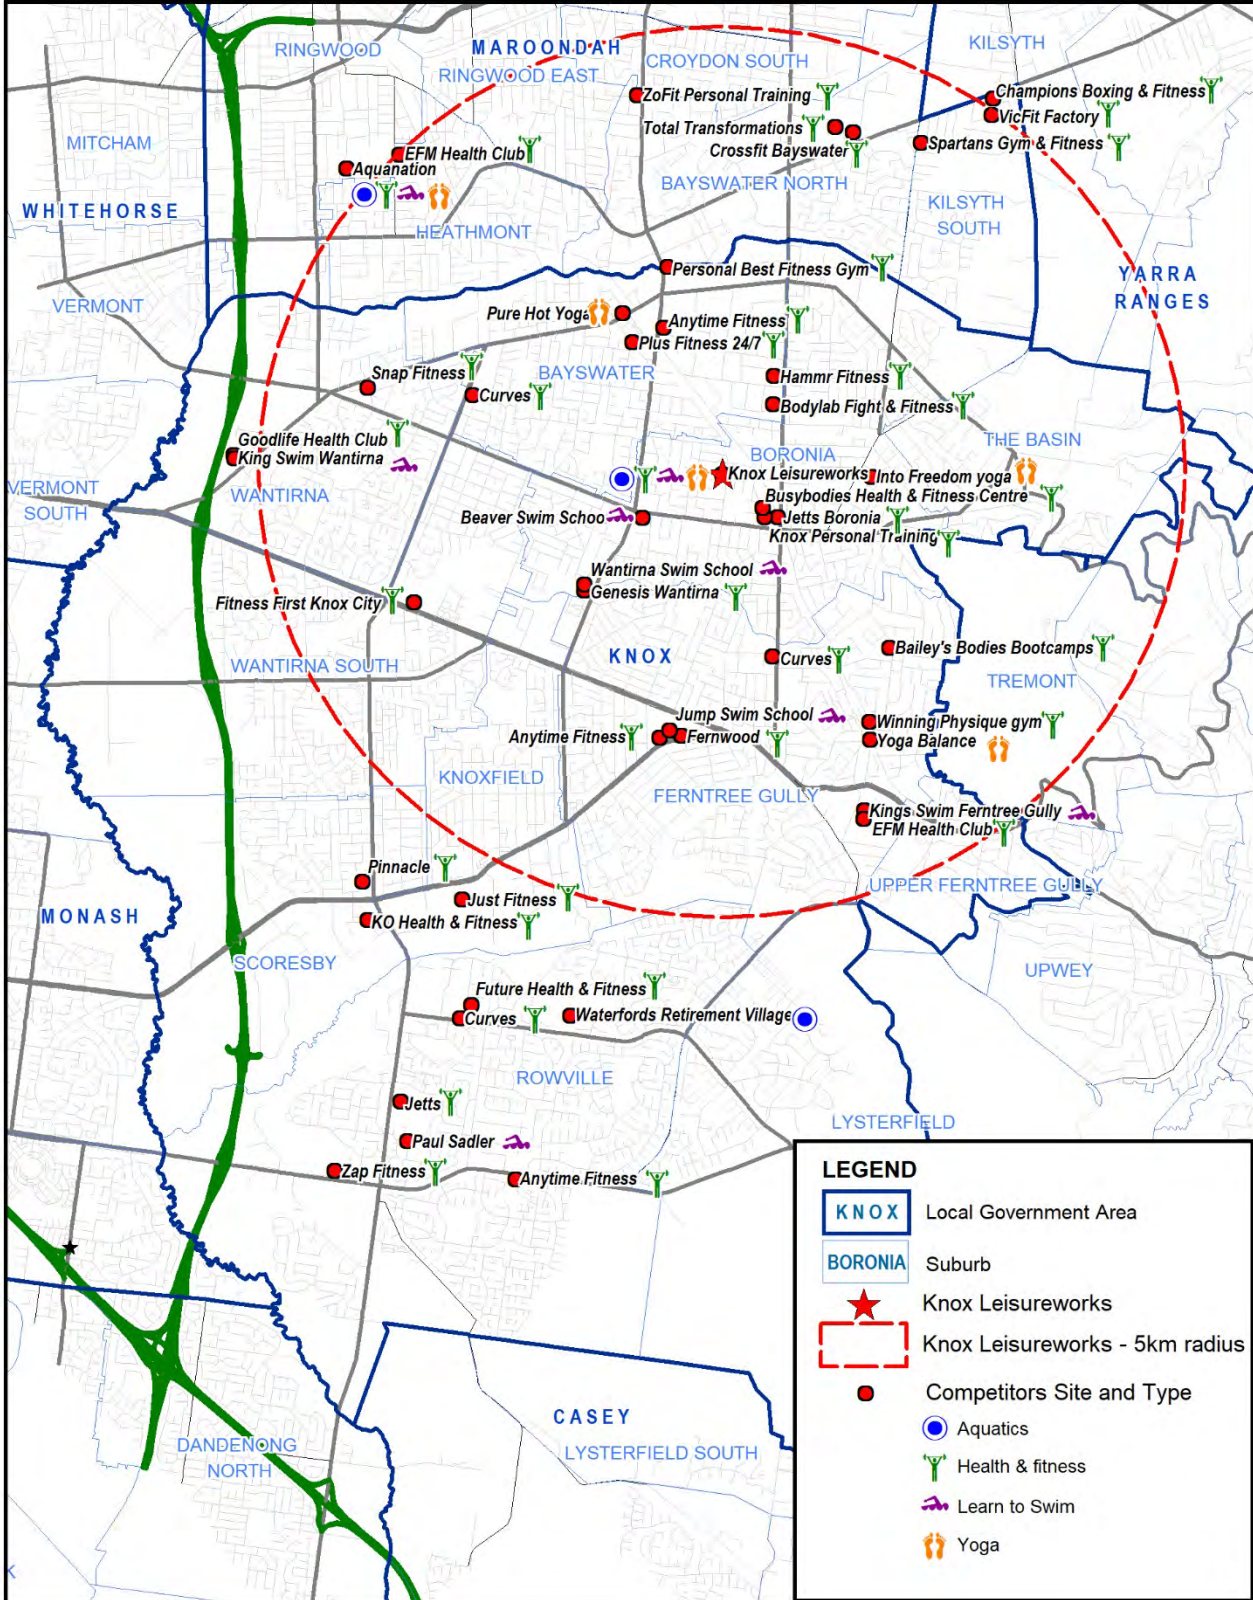 RINGWOOD
MAROONDAH
RINGWOOD EAST
CROYDON SOUTH
KILSYTH
ZoFit Personal Training
Champions Boxing & Fitness
VicFit Factory
MITCHAM
Total Transformations
Crossfit Bayswater
Spartans Gym & Fitness
EFM Health Club
Aquanation
BAYSWATER NORTH
WHITEHORSE
HEATHMONT
KILSYTH
SOUTH
Personal Best Fitness Gym
YARRA
RANGES
VERMONT
Pure Hot Yoga
Anytime Fitness
Plus Fitness 24/7
Snap Fitness
BAYSWATER
Hammr Fitness
Curves
Bodylab Fight & Fitness
Goodlife Health Club
King Swim Wantirna
THE BASIN
BORONIA
Knox Leisureworks
Into Freedom yoga
VERMONT
SOUTH
WANTIRNA
Busybodies Health & Fitness Centre
Beaver Swim Schoo
Jetts Boronia
Knox Personal Training
Wantirna Swim School
Genesis Wantirna
Fitness First Knox City
WANTIRNA SOUTH
KNOX
Curves
Bailey's Bodies Bootcamps
TREMONT
Jump Swim School
Winning Physique gym
Anytime Fitness
Fernwood
Yoga Balance
KNOXFIELD
FERNTREE GULLY
Kings Swim Ferntree Gully
EFM Health Club
Pinnacle
UPPER FERNTREE GULLY
Just Fitness
MONASH
KO Health & Fitness
SCORESBY
UPWEY
Future Health & Fitness
Curves
Waterfords Retirement Village
ROWVILLE
Jetts
LYSTERFIELD
Paul Sadler
Zap Fitness
Anytime Fitness
CASEY
DANDENONG
NORTH
LYSTERFIELD SOUTH
K
LEGEND
KNOX Local Government Area
BORONIA Suburb
Knox Leisureworks
Knox Leisureworks - 5km radius
Competitors Site and Type
Aquatics
Health & fitness
Learn to Swim
Yoga